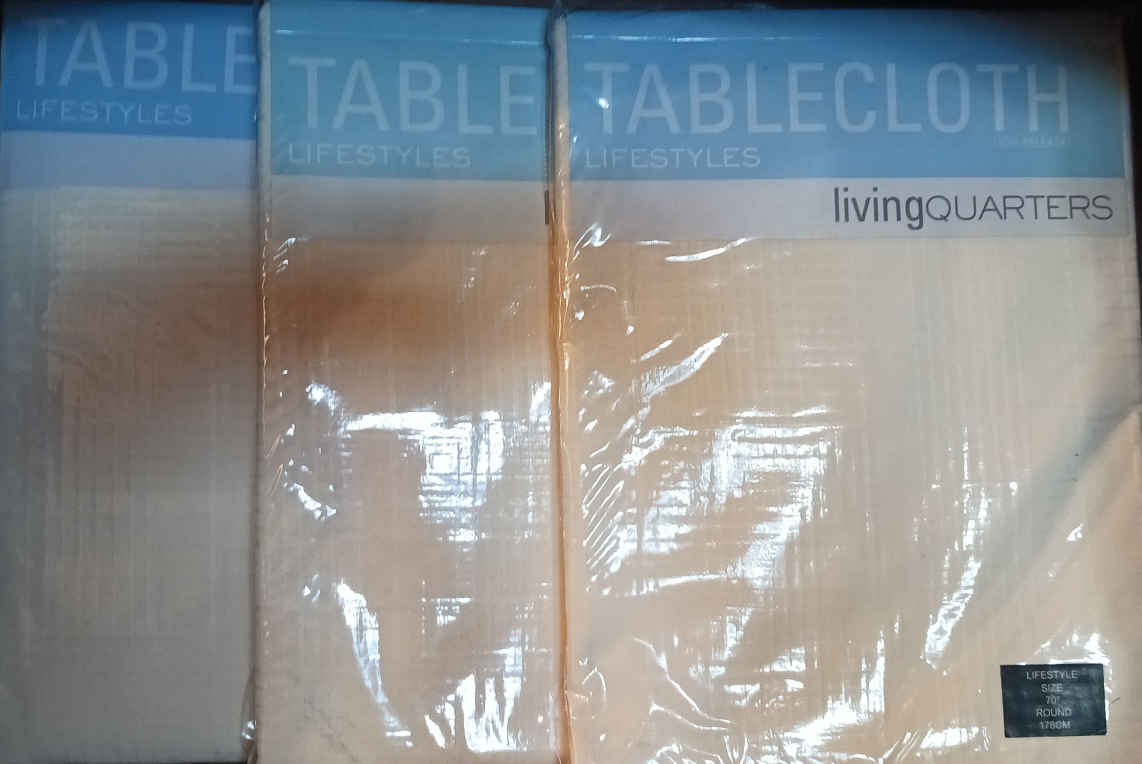 TABLE
LIFESTYLES
TABLE
LIFESTYLES
TABLECLOTH
LIFESTYLES
livingQUARTERS
LIFESTYLE
SIZE
70"
ROUND
178CM